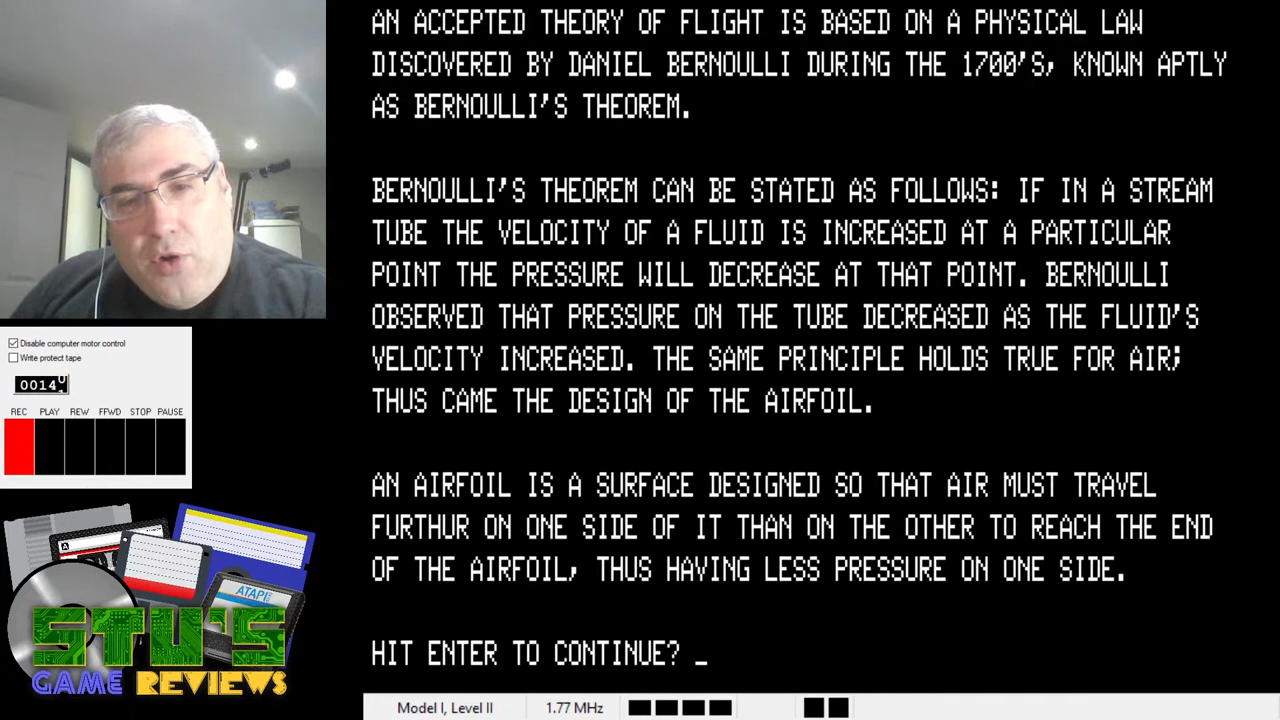 AN ACCEPTED THEORY OF FLIGHT IS BASED ON A PHYSICAL LAW
DISCOVERED BY DANIEL BERNOULLI DURING THE 1700'S, KNOWN APTLY
AS BERNOULLI'S THEOREM.
BERNOULLI'S THEOREM CAN BE STATED AS FOLLOWS: IF IN A STREAM
TUBE THE VELOCITY OF A FLUID IS INCREASED AT A PARTICULAR
POINT THE PRESSURE WILL DECREASE AT THAT POINT. BERNOULLI
OBSERVED THAT PRESSURE ON THE TUBE DECREASED AS THE FLUID'S
VELOCITY INCREASED. THE SAME PRINCIPLE HOLDS TRUE FOR AIR;
THUS CAME THE DESIGN OF THE AIRFOIL.
AN AIRFOIL IS A SURFACE DESIGNED SO THAT AIR MUST TRAVEL
FURTHUR ON ONE SIDE OF IT THAN ON THE OTHER TO REACH THE END
OF THE AIRFOIL, THUS HAVING LESS PRESSURE ON ONE SIDE.
HIT ENTER TO CONTINUE? _
Disable computer motor control
Write protect tape
0014
REC PLAY REW FFWD STOP PAUSE
A
ATAPI
STU'S
GAME REVIEWS
Model I, Level II 1.77 MHz